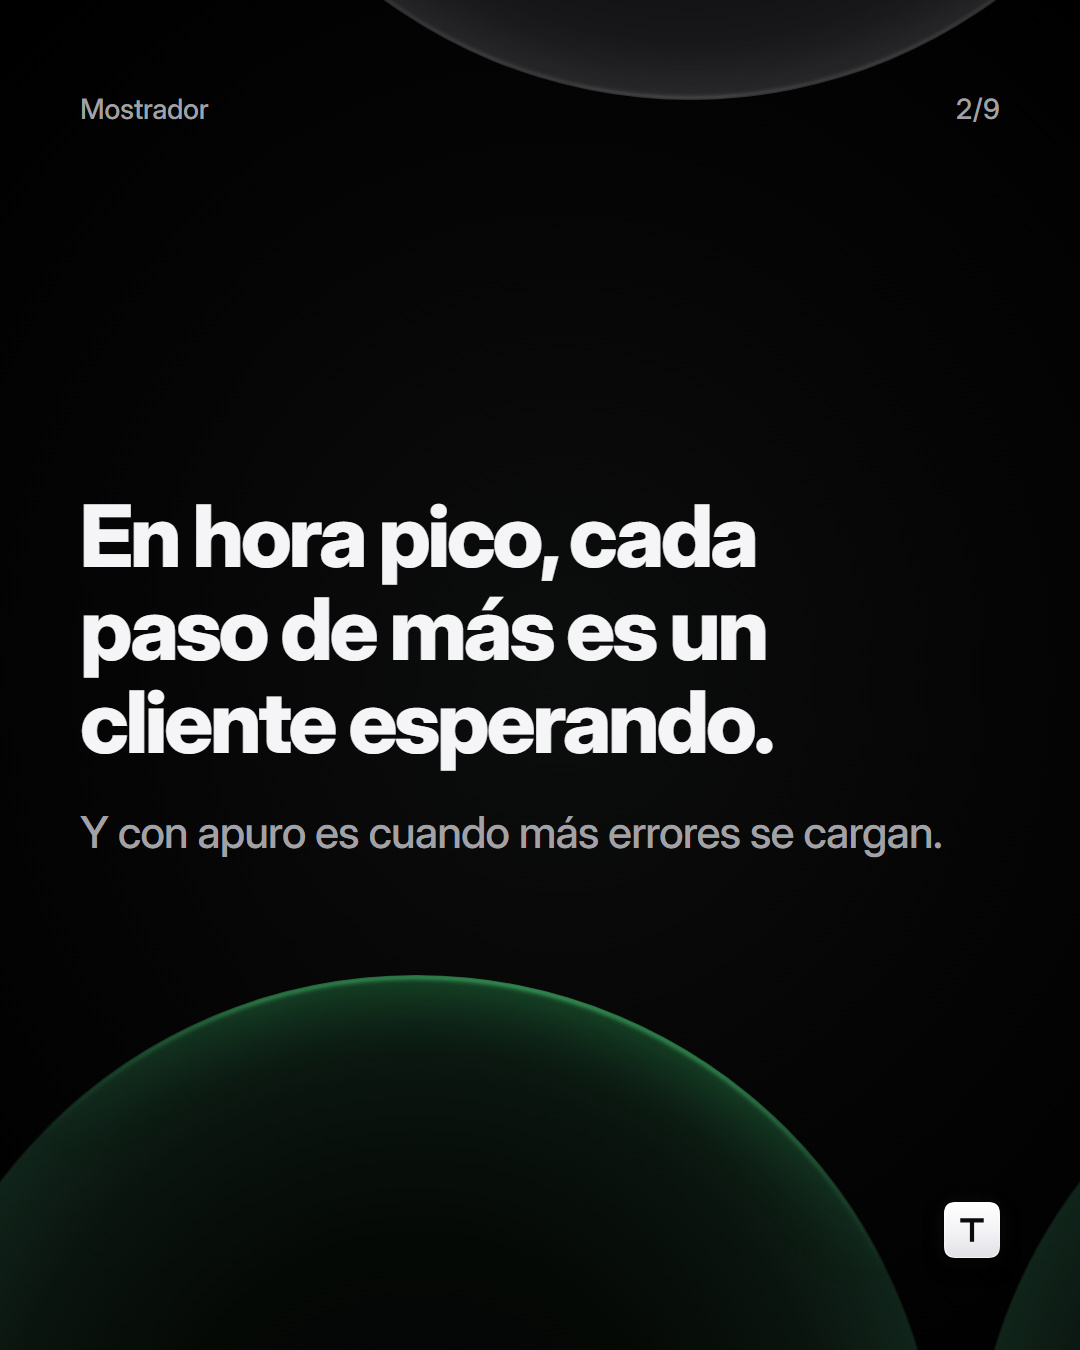 Mostrador
2/9
En hora pico, cada
paso de más es un
cliente esperando.
Y con apuro es cuando más errores se cargan.
T